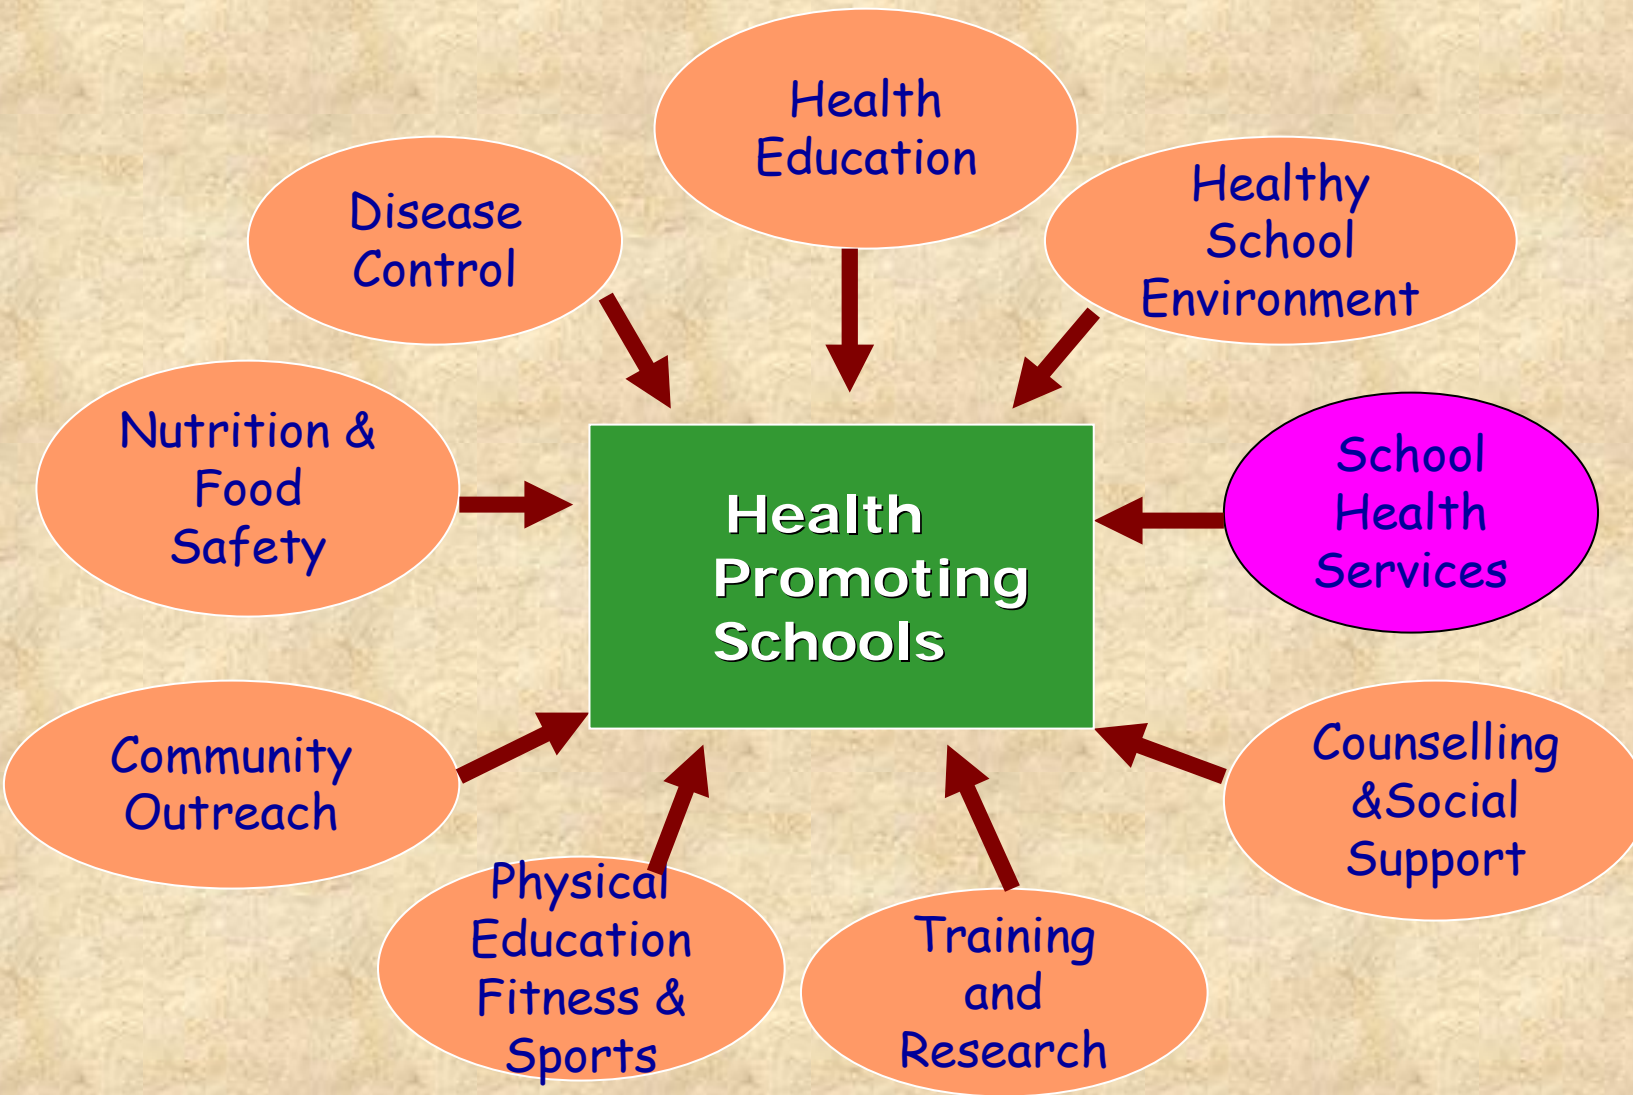 Health
Education
Disease
Control
Healthy
School
Environment
Nutrition &
Food
Safety
Health
Promoting
Schools
School
Health
Services
Community
Outreach
Counselling
&Social
Support
Physical
Education
Fitness &
Sports
Training
and
Research